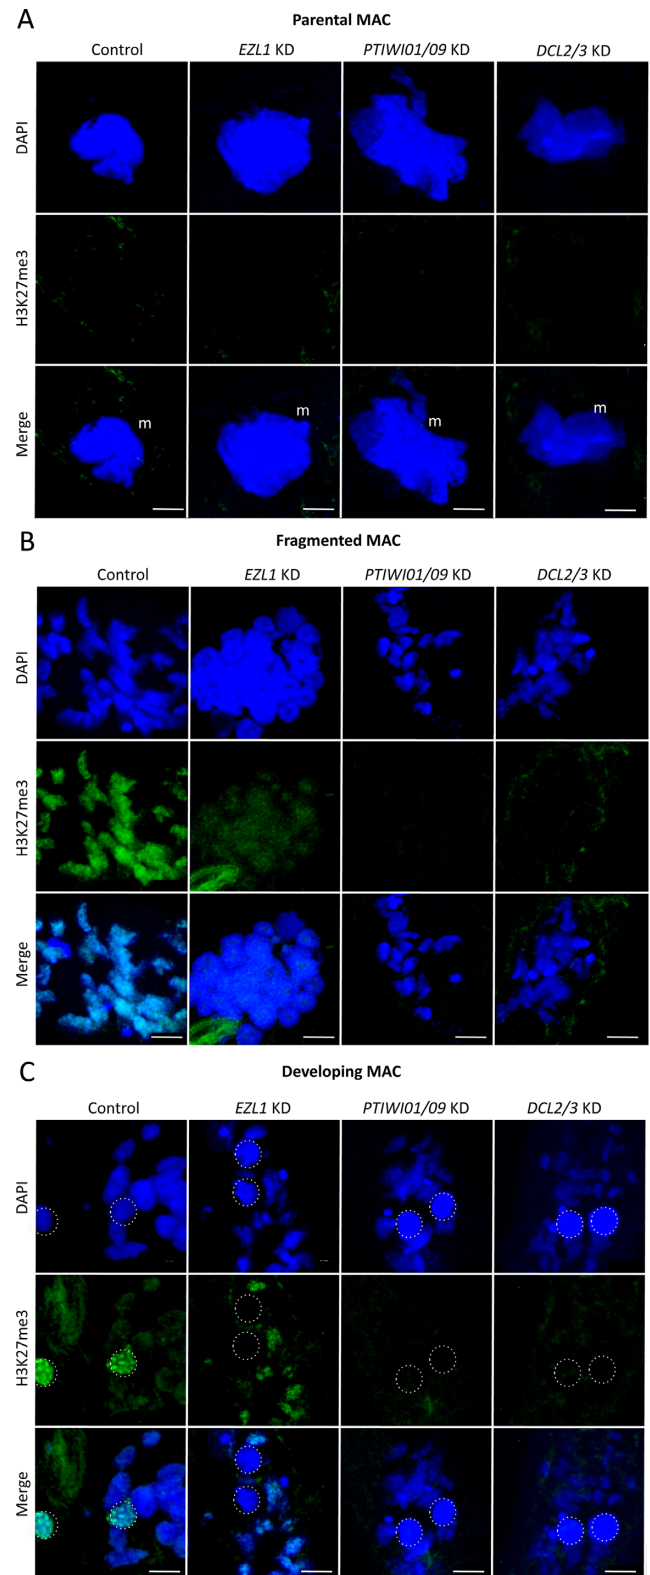 A
Parental MAC
Control EZL1 KD PTIWI01/09 KD DCL2/3 KD
DAPI
H3K27me3
Merge
m m m m
B
Fragmented MAC
Control EZL1 KD PTIWI01/09 KD DCL2/3 KD
DAPI
H3K27me3
Merge
C
Developing MAC
Control EZL1 KD PTIWI01/09 KD DCL2/3 KD
DAPI
H3K27me3
Merge